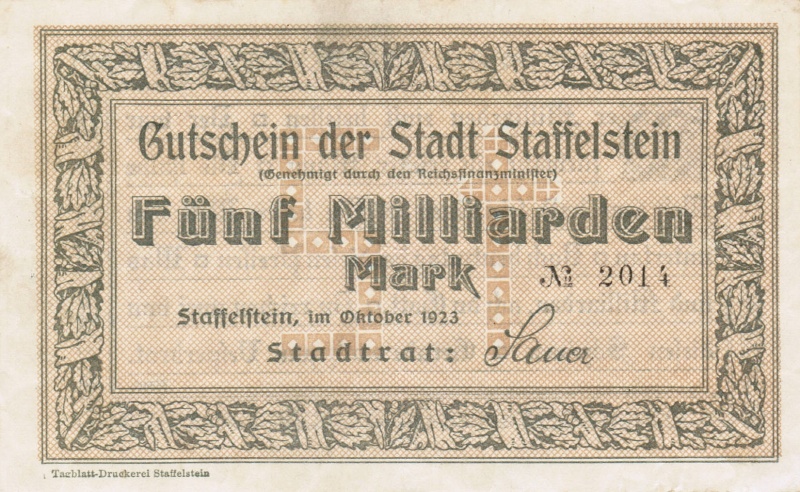 Gutschein der Stadt Staffelstein
(Genehmigt durch den Reichsfinanzminister)
Fünf Milliarden
Mark
№ 2014
Staffelstein, im Oktober 1923
Stadtrat: Sauer
Tagblatt-Druckerei Staffelstein